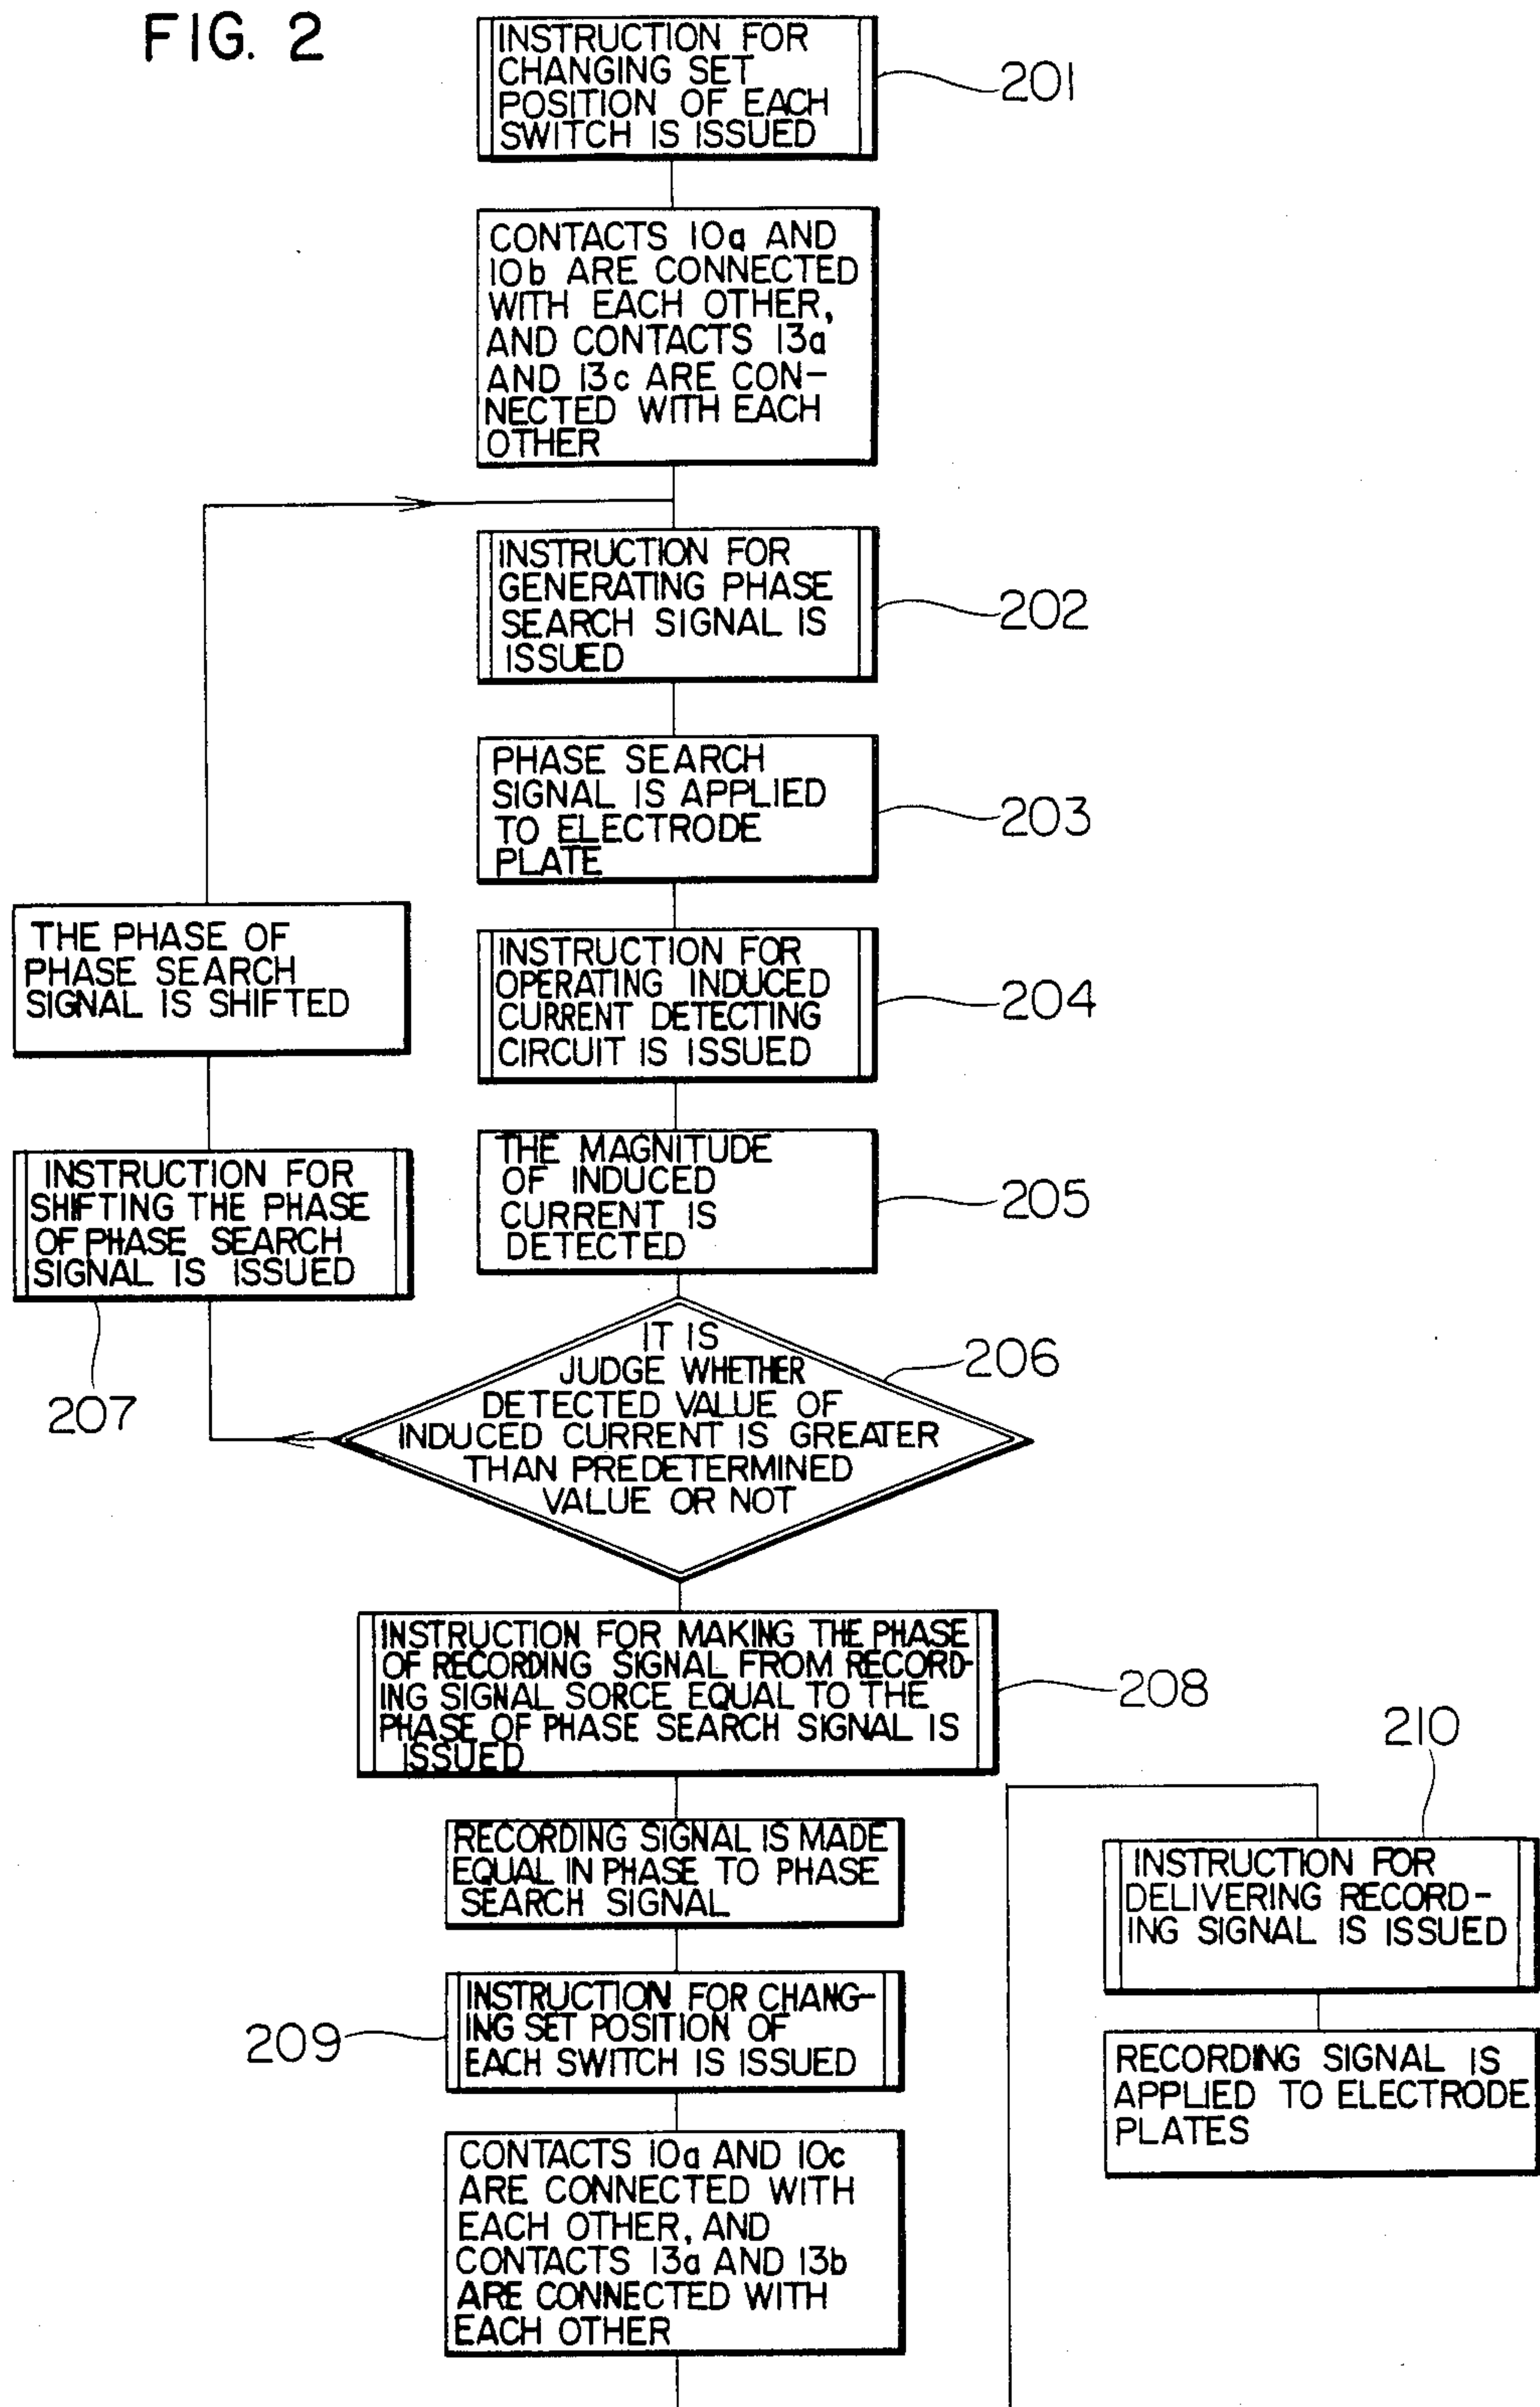 FIG. 2
INSTRUCTION FOR
CHANGING SET
POSITION OF EACH
SWITCH IS ISSUED
201
CONTACTS 10a AND
10b ARE CONNECTED
WITH EACH OTHER,
AND CONTACTS 13a
AND 13c ARE CON-
NECTED WITH EACH
OTHER
INSTRUCTION FOR
GENERATING PHASE
SEARCH SIGNAL IS
ISSUED
202
PHASE SEARCH
SIGNAL IS APPLIED
TO ELECTRODE
PLATE
203
INSTRUCTION FOR
OPERATING INDUCED
CURRENT DETECTING
CIRCUIT IS ISSUED
204
THE MAGNITUDE
OF INDUCED
CURRENT IS
DETECTED
205
IT IS
JUDGE WHETHER
DETECTED VALUE OF
INDUCED CURRENT IS GREATER
THAN PREDETERMINED
VALUE OR NOT
206
THE PHASE OF
PHASE SEARCH
SIGNAL IS SHIFTED
INSTRUCTION FOR
SHIFTING THE PHASE
OF PHASE SEARCH
SIGNAL IS ISSUED
207
INSTRUCTION FOR MAKING THE PHASE
OF RECORDING SIGNAL FROM RECORD-
ING SIGNAL SORCE EQUAL TO THE
PHASE OF PHASE SEARCH SIGNAL IS
ISSUED
208
RECORDING SIGNAL IS MADE
EQUAL IN PHASE TO PHASE
SEARCH SIGNAL
INSTRUCTION FOR CHANG-
ING SET POSITION OF
EACH SWITCH IS ISSUED
209
CONTACTS 10a AND 10c
ARE CONNECTED WITH
EACH OTHER, AND
CONTACTS 13a AND 13b
ARE CONNECTED WITH
EACH OTHER
210
INSTRUCTION FOR
DELIVERING RECORD-
ING SIGNAL IS ISSUED
RECORDING SIGNAL IS
APPLIED TO ELECTRODE
PLATES